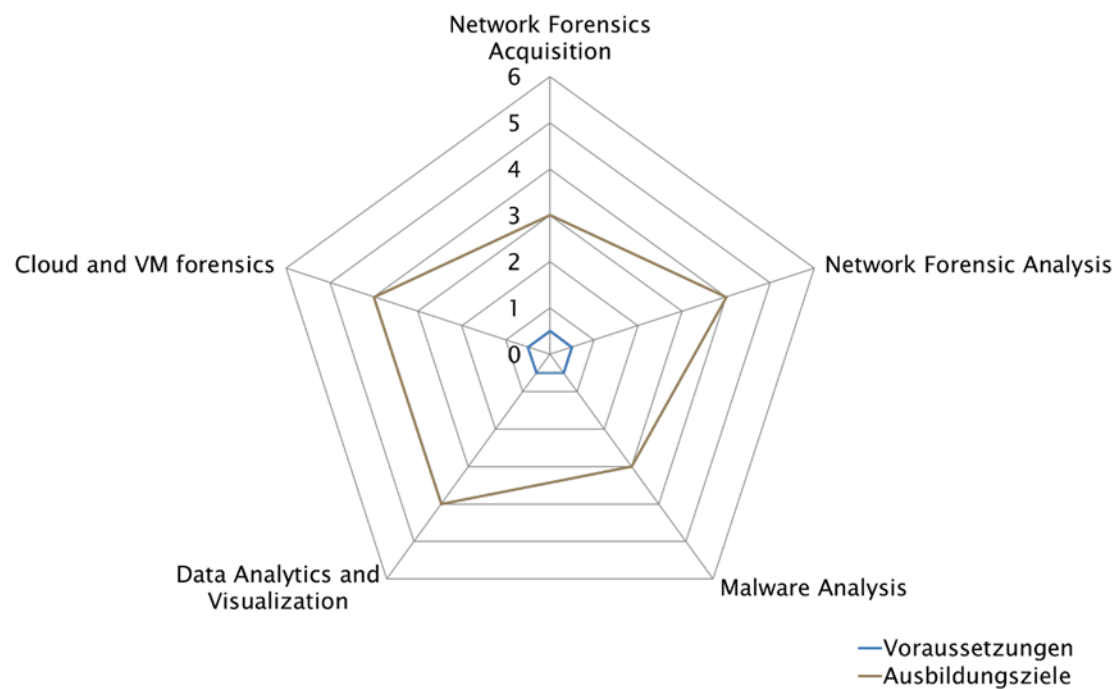 Network Forensics
Acquisition
6
5
4
3
2
1
0
Cloud and VM forensics
Network Forensic Analysis
Data Analytics and
Visualization
Malware Analysis
Voraussetzungen
Ausbildungsziele